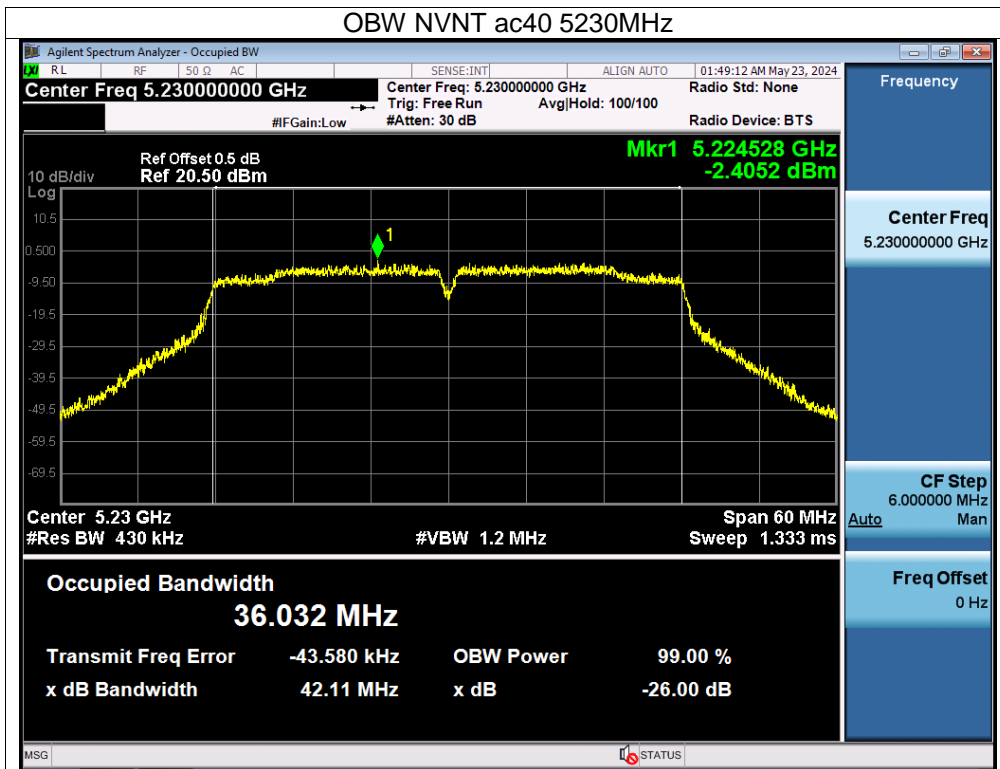 OBW NVNT ac40 5230MHz
Agilent Spectrum Analyzer - Occupied BW
LXI RL RF 50 Ω AC SENSE:INT ALIGN AUTO 01:49:12 AM May 23, 2024
Center Freq 5.230000000 GHz
Center Freq: 5.230000000 GHz Radio Std: None
Trig: Free Run Avg|Hold: 100/100
#IFGain:Low #Atten: 30 dB Radio Device: BTS
Frequency
Mkr1 5.224528 GHz
-2.4052 dBm
Ref Offset 0.5 dB
10 dB/div Ref 20.50 dBm
Log
10.5
0.500
-9.50
-19.5
-29.5
-39.5
-49.5
-59.5
-69.5
1
Center 5.23 GHz Span 60 MHz
#Res BW 430 kHz #VBW 1.2 MHz Sweep 1.333 ms
Center Freq
5.230000000 GHz
CF Step
6.000000 MHz
Auto Man
Freq Offset
0 Hz
Occupied Bandwidth
36.032 MHz
Transmit Freq Error -43.580 kHz OBW Power 99.00 %
x dB Bandwidth 42.11 MHz x dB -26.00 dB
MSG STATUS